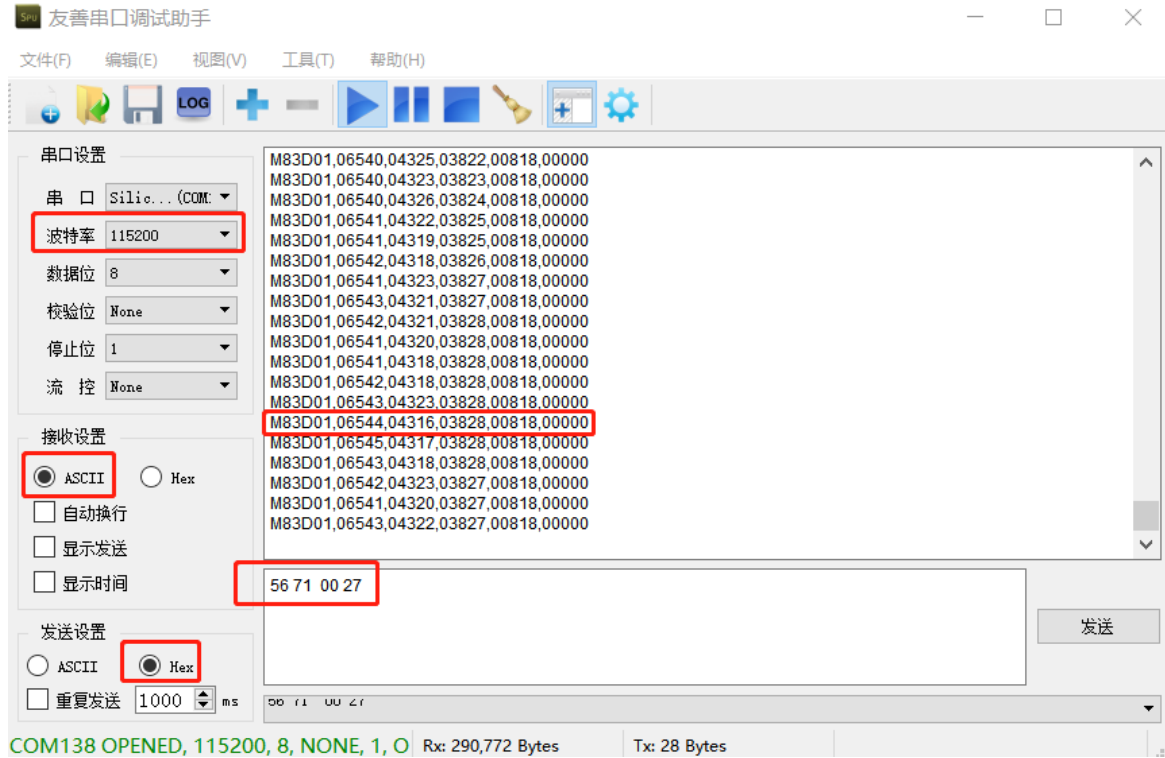 Spu 友善串口调试助手
文件(F) 编辑(E) 视图(V) 工具(T) 帮助(H)
LOG
串口设置
串 口 Silic...(COM:
波特率 115200
数据位 8
校验位 None
停止位 1
流 控 None
接收设置
ASCII Hex
自动换行
显示发送
显示时间
发送设置
ASCII Hex
重复发送 1000 ms
M83D01,06540,04325,03822,00818,00000
M83D01,06540,04323,03823,00818,00000
M83D01,06540,04326,03824,00818,00000
M83D01,06541,04322,03825,00818,00000
M83D01,06541,04319,03825,00818,00000
M83D01,06542,04318,03826,00818,00000
M83D01,06541,04323,03827,00818,00000
M83D01,06543,04321,03827,00818,00000
M83D01,06542,04321,03828,00818,00000
M83D01,06541,04320,03828,00818,00000
M83D01,06541,04318,03828,00818,00000
M83D01,06542,04318,03828,00818,00000
M83D01,06543,04323,03828,00818,00000
M83D01,06544,04316,03828,00818,00000
M83D01,06545,04317,03828,00818,00000
M83D01,06543,04318,03828,00818,00000
M83D01,06542,04323,03827,00818,00000
M83D01,06541,04320,03827,00818,00000
M83D01,06543,04322,03827,00818,00000
56 71 00 27
发送
56 71 00 27
COM138 OPENED, 115200, 8, NONE, 1, O Rx: 290,772 Bytes Tx: 28 Bytes